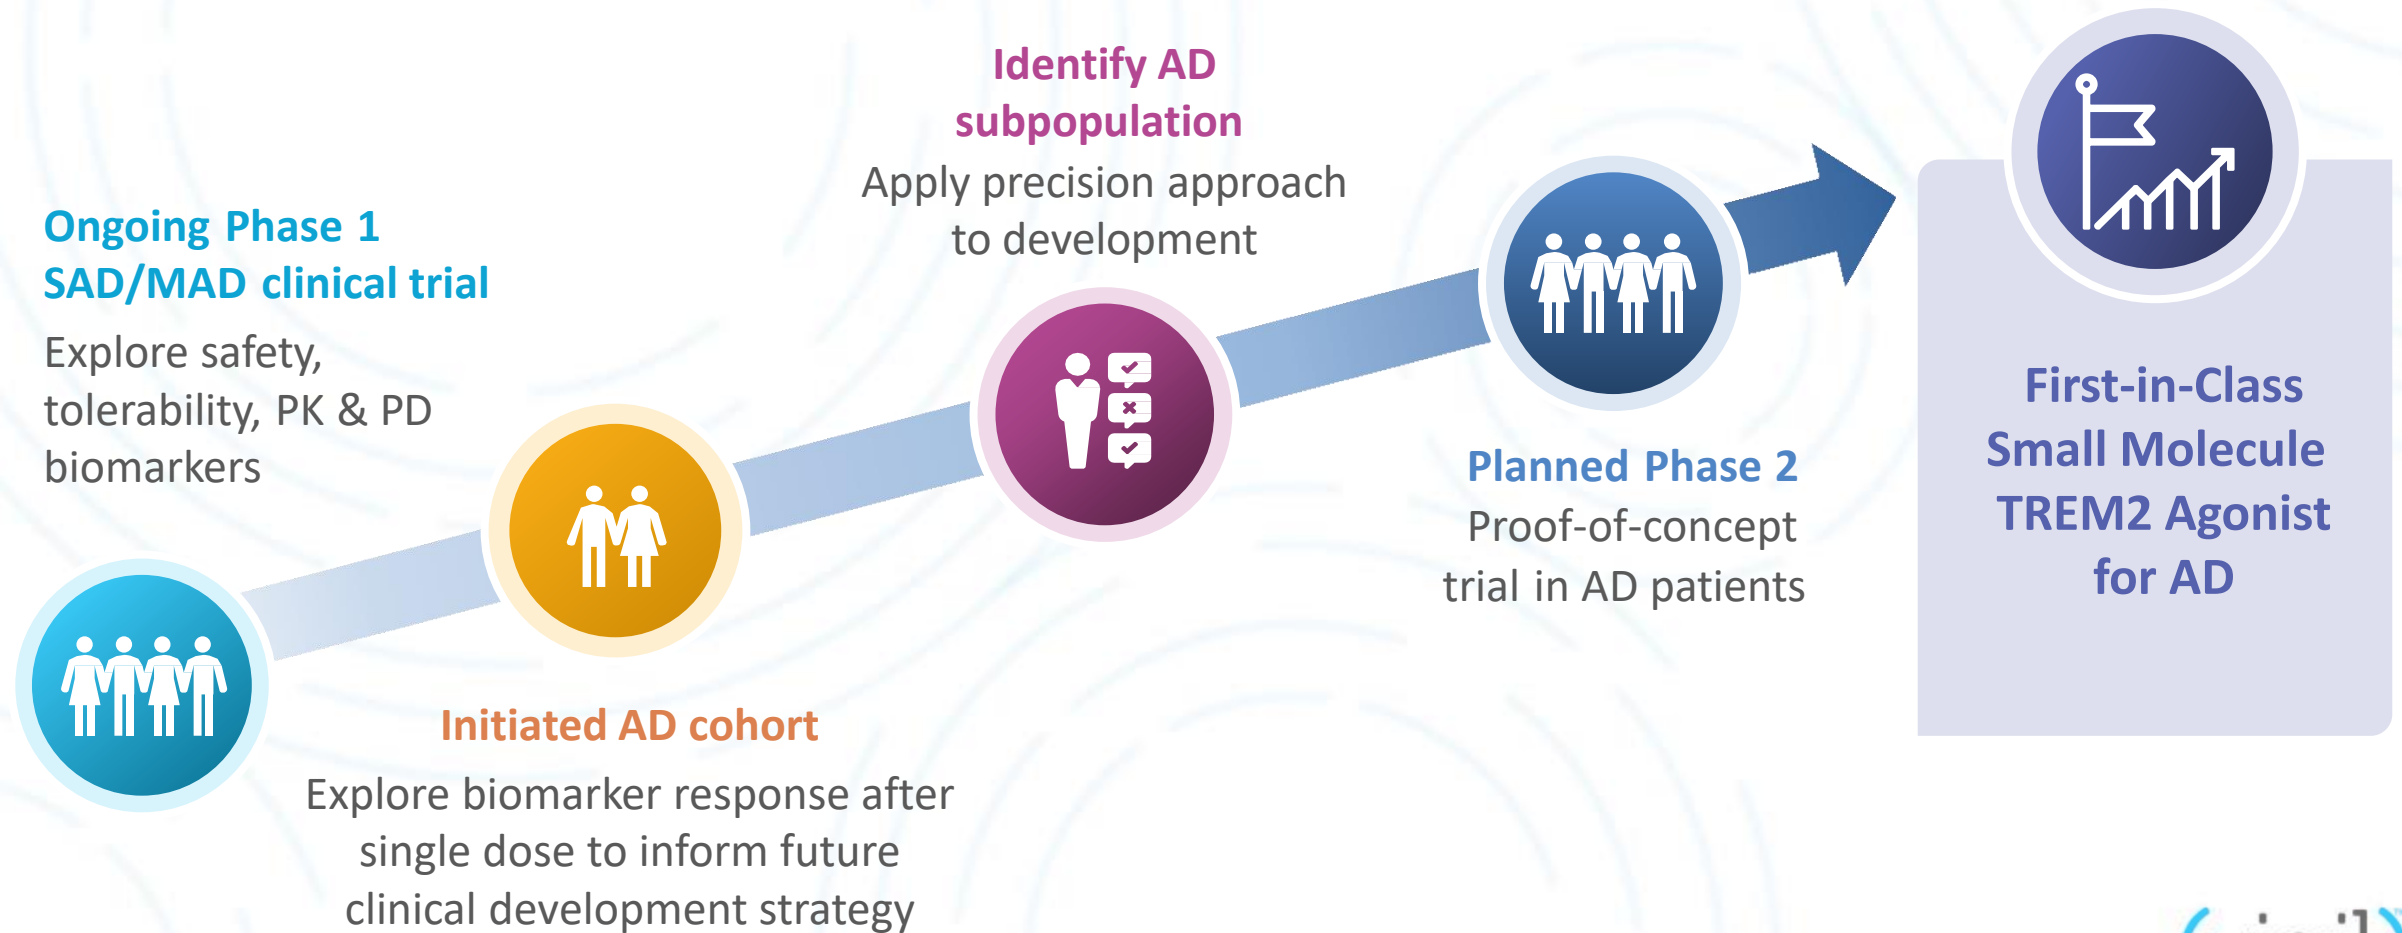 Ongoing Phase 1
SAD/MAD clinical trial
Explore safety,
tolerability, PK & PD
biomarkers
Initiated AD cohort
Explore biomarker response after
single dose to inform future
clinical development strategy
Identify AD
subpopulation
Apply precision approach
to development
Planned Phase 2
Proof-of-concept
trial in AD patients
First-in-Class
Small Molecule
TREM2 Agonist
for AD